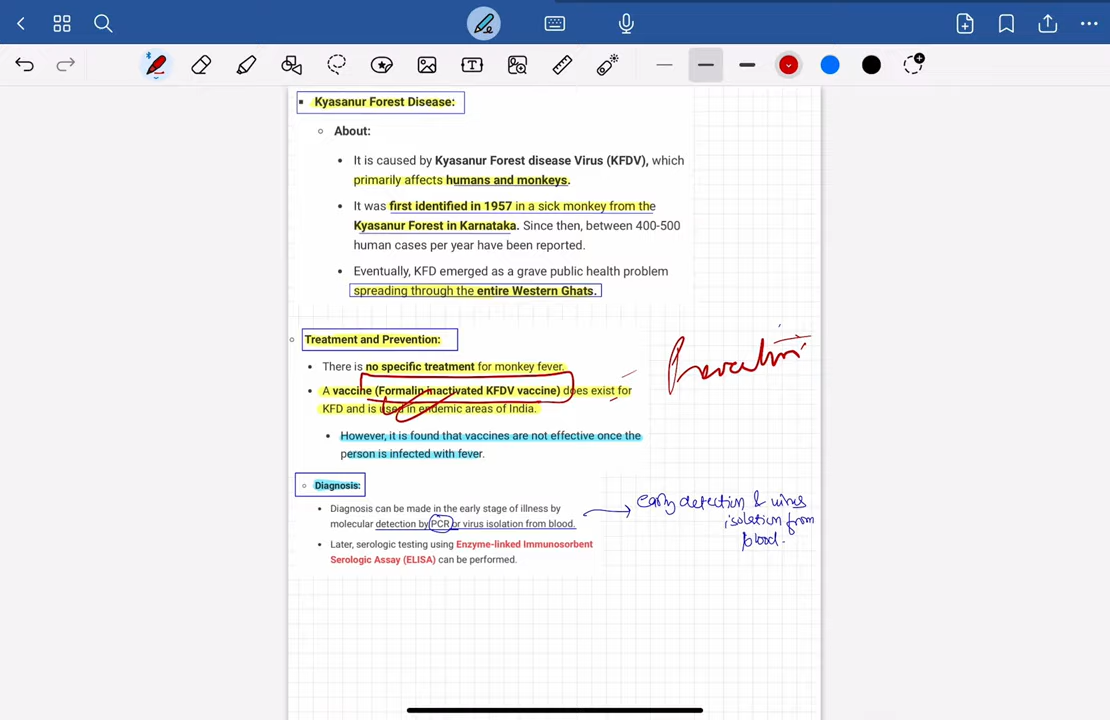 Kyasanur Forest Disease:
About:
It is caused by Kyasanur Forest disease Virus (KFDV), which
primarily affects humans and monkeys.
It was first identified in 1957 in a sick monkey from the
Kyasanur Forest in Karnataka. Since then, between 400-500
human cases per year have been reported.
Eventually, KFD emerged as a grave public health problem
spreading through the entire Western Ghats.
Treatment and Prevention:
There is no specific treatment for monkey fever.
A vaccine (Formalin inactivated KFDV vaccine) does exist for
KFD and is used in endemic areas of India.
However, it is found that vaccines are not effective once the
person is infected with fever.
Diagnosis:
Diagnosis can be made in the early stage of illness by
molecular detection by PCR or virus isolation from blood.
early detection & virus
isolation from
blood.
Later, serologic testing using Enzyme-linked Immunosorbent
Serologic Assay (ELISA) can be performed.